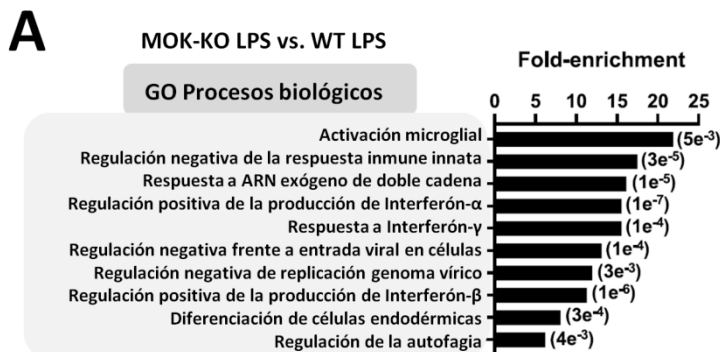 A
MOK-KO LPS vs. WT LPS
GO Procesos biológicos
Fold-enrichment
0 5 10 15 20 25
Activación microglial (5e-3)
Regulación negativa de la respuesta inmune innata (3e-5)
Respuesta a ARN exógeno de doble cadena (1e-5)
Regulación positiva de la producción de Interferón-α (1e-7)
Respuesta a Interferón-γ (1e-4)
Regulación negativa frente a entrada viral en células (1e-4)
Regulación negativa de replicación genoma vírico (3e-3)
Regulación positiva de la producción de Interferón-β (1e-6)
Diferenciación de células endodérmicas (3e-4)
Regulación de la autofagia (4e-3)